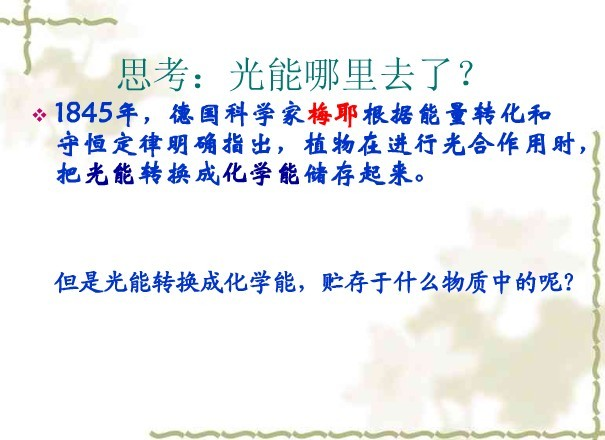 思考：光能哪里去了？
1845年，德国科学家梅耶根据能量转化和
守恒定律明确指出，植物在进行光合作用时，
把光能转换成化学能储存起来。
但是光能转换成化学能，贮存于什么物质中的呢？